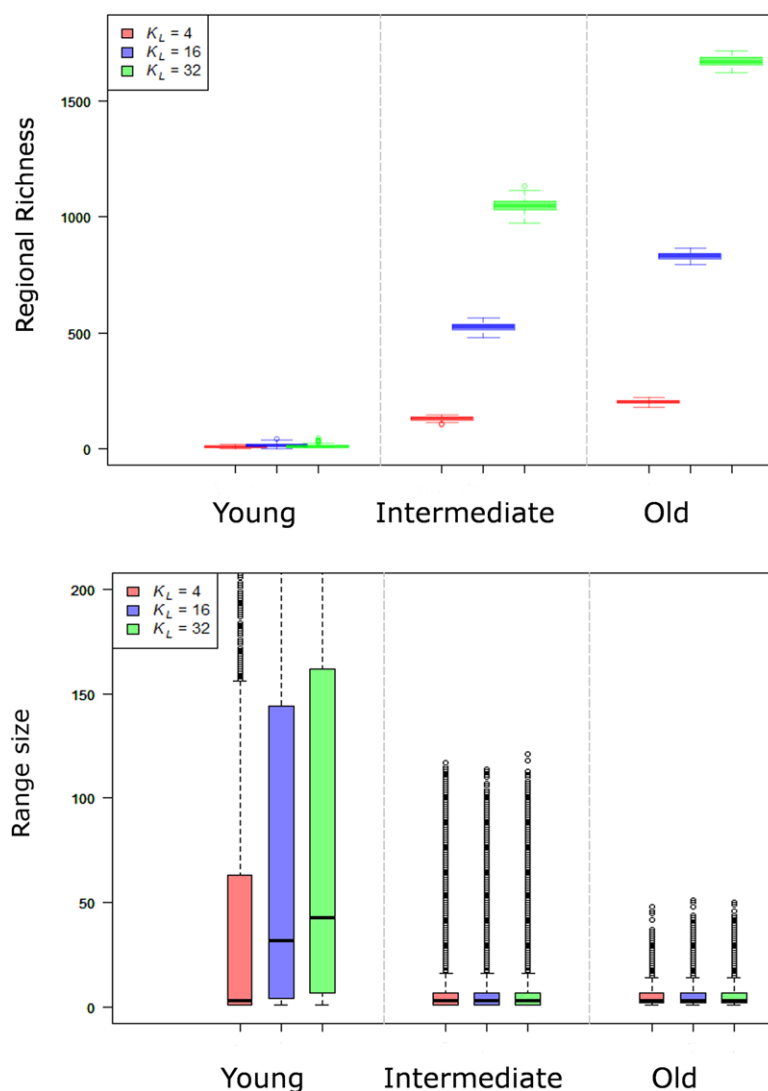 K_L = 4
K_L = 16
K_L = 32
Regional Richness
1500
1000
500
0
Young Intermediate Old
K_L = 4
K_L = 16
K_L = 32
Range size
200
150
100
50
0
Young Intermediate Old